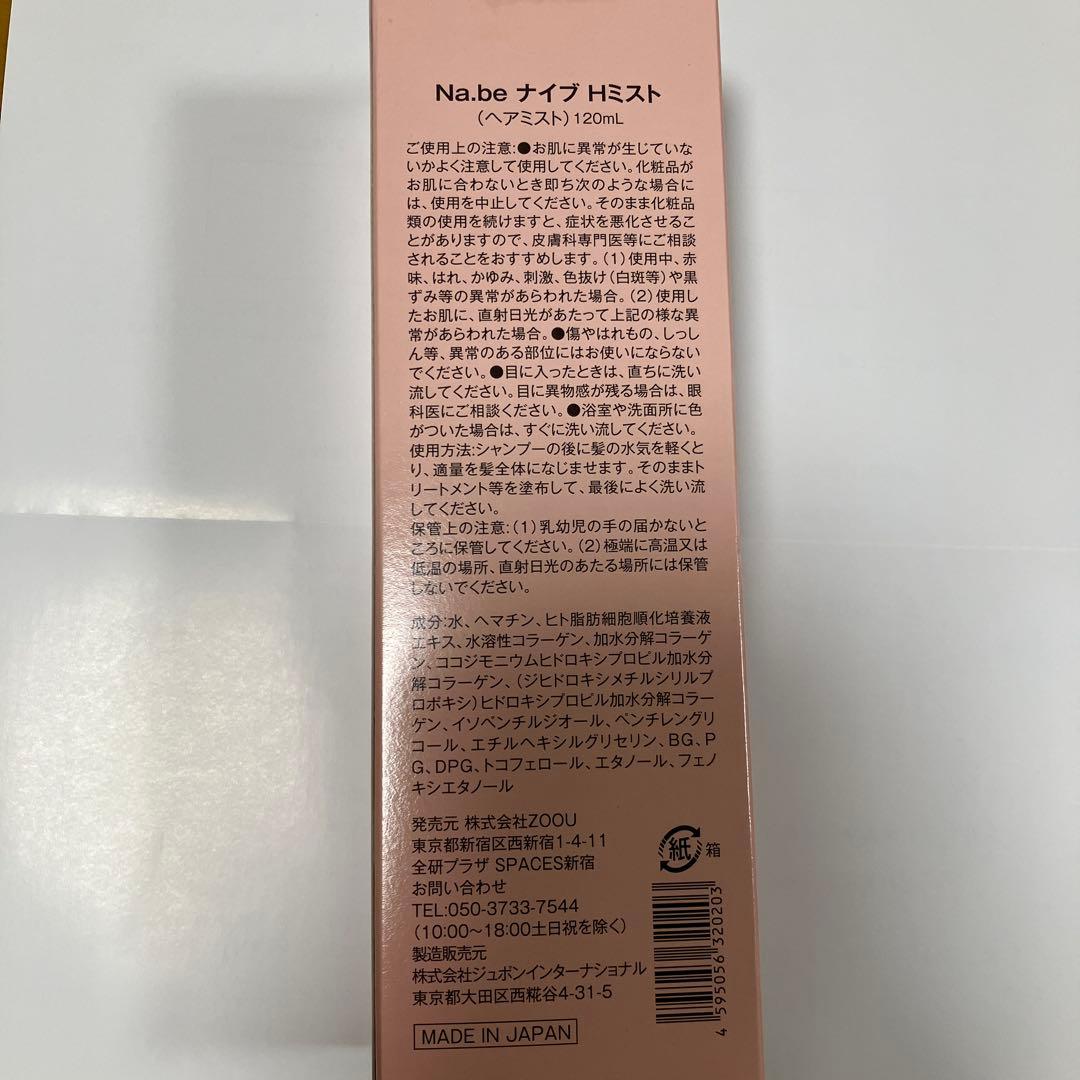 Na.be ナイブ Hミスト
（ヘアミスト）120mL
ご使用上の注意:●お肌に異常が生じていな
いかよく注意して使用してください。化粧品が
お肌に合わないとき即ち次のような場合に
は、使用を中止してください。そのまま化粧品
類の使用を続けますと、症状を悪化させるこ
とがありますので、皮膚科専門医等にご相談
されることをおすすめします。（1）使用中、赤
味、はれ、かゆみ、刺激、色抜け（白斑等）や黒
ずみ等の異常があらわれた場合。（2）使用し
たお肌に、直射日光があたって上記の様な異
常があらわれた場合。●傷やはれもの、しっし
ん等、異常のある部位にはお使いにならない
でください。●目に入ったときは、直ちに洗い
流してください。目に異物感が残る場合は、眼
科医にご相談ください。●浴室や洗面所に色
がついた場合は、すぐに洗い流してください。
使用方法:シャンプーの後に髪の水気を軽くと
り、適量を髪全体になじませます。そのままト
リートメント等を塗布して、最後によく洗い流
してください。
保管上の注意:（1）乳幼児の手の届かないと
ころに保管してください。（2）極端に高温又は
低温の場所、直射日光のあたる場所には保管
しないでください。
成分:水、ヘマチン、ヒト脂肪細胞順化培養液
エキス、水溶性コラーゲン、加水分解コラーゲ
ン、ココジモニウムヒドロキシプロピル加水分
解コラーゲン、（ジヒドロキシメチルシリルプ
ロポキシ）ヒドロキシプロピル加水分解コラー
ゲン、イソペンチルジオール、ペンチレングリ
コール、エチルヘキシルグリセリン、BG、P
G、DPG、トコフェロール、エタノール、フェノ
キシエタノール
発売元 株式会社ZOOU
東京都新宿区西新宿1-4-11
全研プラザ SPACES新宿
お問い合わせ
TEL:050-3733-7544
（10:00～18:00土日祝を除く）
製造販売元
株式会社ジュポンインターナショナル
東京都大田区西糀谷4-31-5
MADE IN JAPAN
紙 箱
4 595056 320203